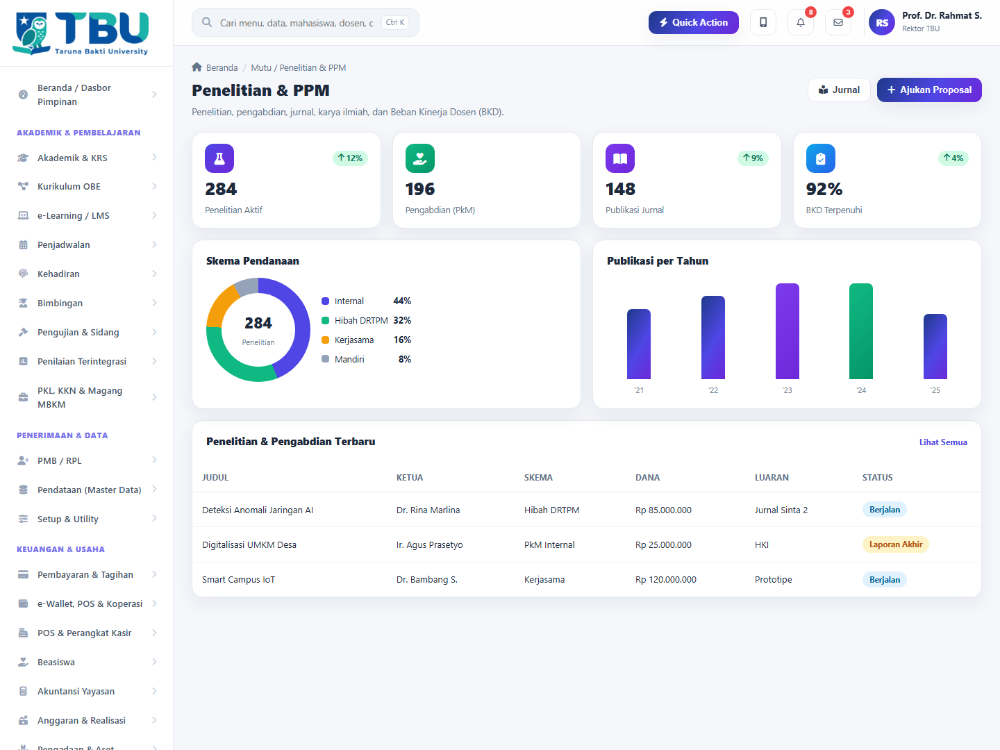 TBU
Taruna Bakti University
Cari menu, data, mahasiswa, dosen, c
Ctrl K
Quick Action
8
3
RS
Prof. Dr. Rahmat S.
Rektor TBU
Beranda / Dasbor
Pimpinan
AKADEMIK & PEMBELAJARAN
Akademik & KRS
Kurikulum OBE
e-Learning / LMS
Penjadwalan
Kehadiran
Bimbingan
Pengujian & Sidang
Penilaian Terintegrasi
PKL, KKN & Magang
MBKM
PENERIMAAN & DATA
PMB / RPL
Pendataan (Master Data)
Setup & Utility
KEUANGAN & USAHA
Pembayaran & Tagihan
e-Wallet, POS & Koperasi
POS & Perangkat Kasir
Beasiswa
Akuntansi Yayasan
Anggaran & Realisasi
Pengadaan & Aset
Beranda / Mutu / Penelitian & PPM
Penelitian & PPM
Penelitian, pengabdian, jurnal, karya ilmiah, dan Beban Kinerja Dosen (BKD).
Jurnal
+ Ajukan Proposal
↑12%
284
Penelitian Aktif
196
Pengabdian (PkM)
↑9%
148
Publikasi Jurnal
↑4%
92%
BKD Terpenuhi
Skema Pendanaan
284
Penelitian
Internal 44%
Hibah DRTPM 32%
Kerjasama 16%
Mandiri 8%
Publikasi per Tahun
'21 '22 '23 '24 '25
Penelitian & Pengabdian Terbaru
Lihat Semua
JUDUL KETUA SKEMA DANA LUARAN STATUS
Deteksi Anomali Jaringan AI Dr. Rina Marlina Hibah DRTPM Rp 85.000.000 Jurnal Sinta 2 Berjalan
Digitalisasi UMKM Desa Ir. Agus Prasetyo PkM Internal Rp 25.000.000 HKI Laporan Akhir
Smart Campus IoT Dr. Bambang S. Kerjasama Rp 120.000.000 Prototipe Berjalan